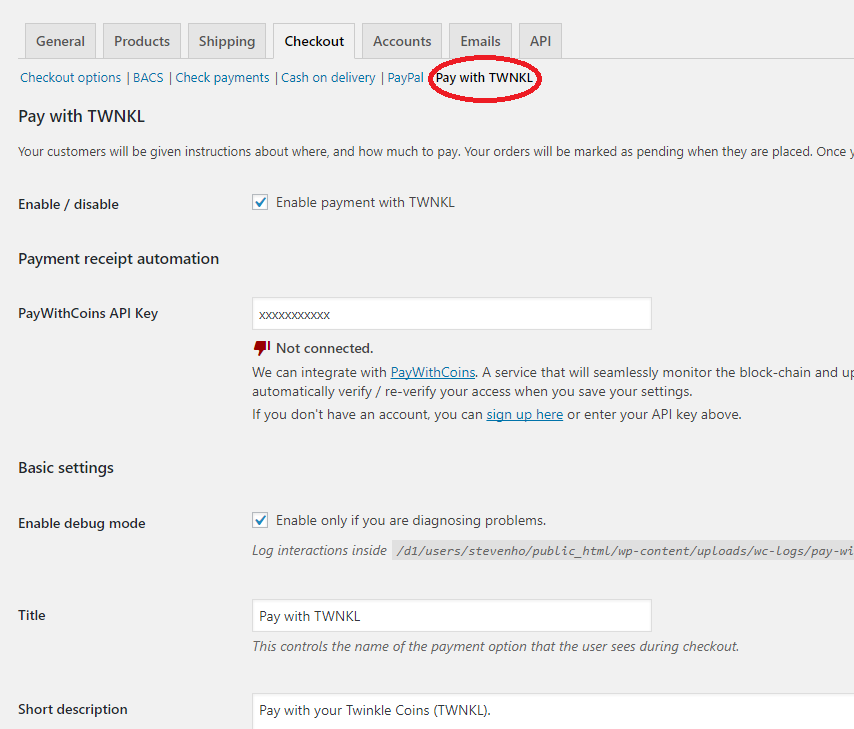 General Products Shipping Checkout Accounts Emails API
Checkout options | BACS | Check payments | Cash on delivery | PayPal Pay with TWNKL
Pay with TWNKL
Your customers will be given instructions about where, and how much to pay. Your orders will be marked as pending when they are placed. Once
Enable / disable
Enable payment with TWNKL
Payment receipt automation
PayWithCoins API Key
xxxxxxxxxxx
Not connected.
We can integrate with PayWithCoins. A service that will seamlessly monitor the block-chain and
automatically verify / re-verify your access when you save your settings.
If you don't have an account, you can sign up here or enter your API key above.
Basic settings
Enable debug mode
Enable only if you are diagnosing problems.
Log interactions inside /d1/users/stevenho/public_html/wp-content/uploads/wc-logs/pay-wi
Title
Pay with TWNKL
This controls the name of the payment option that the user sees during checkout.
Short description
Pay with your Twinkle Coins (TWNKL).